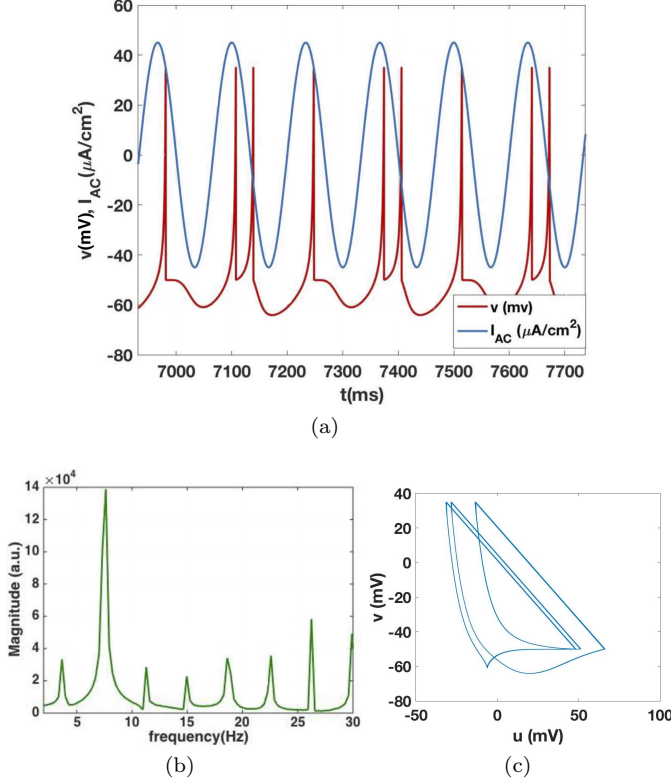 60
40
20
0
-20
-40
-60
-80
v(mV), I_AC(μA/cm²)
v (mv)
I_AC (μA/cm²)
7000 7100 7200 7300 7400 7500 7600 7700
t(ms)
(a)
14 ×10⁴
12
10
8
6
4
2
0
Magnitude (a.u.)
5 10 15 20 25 30
frequency(Hz)
(b)
40
20
0
-20
-40
-60
-80
v (mV)
-50 0 50 100
u (mV)
(c)